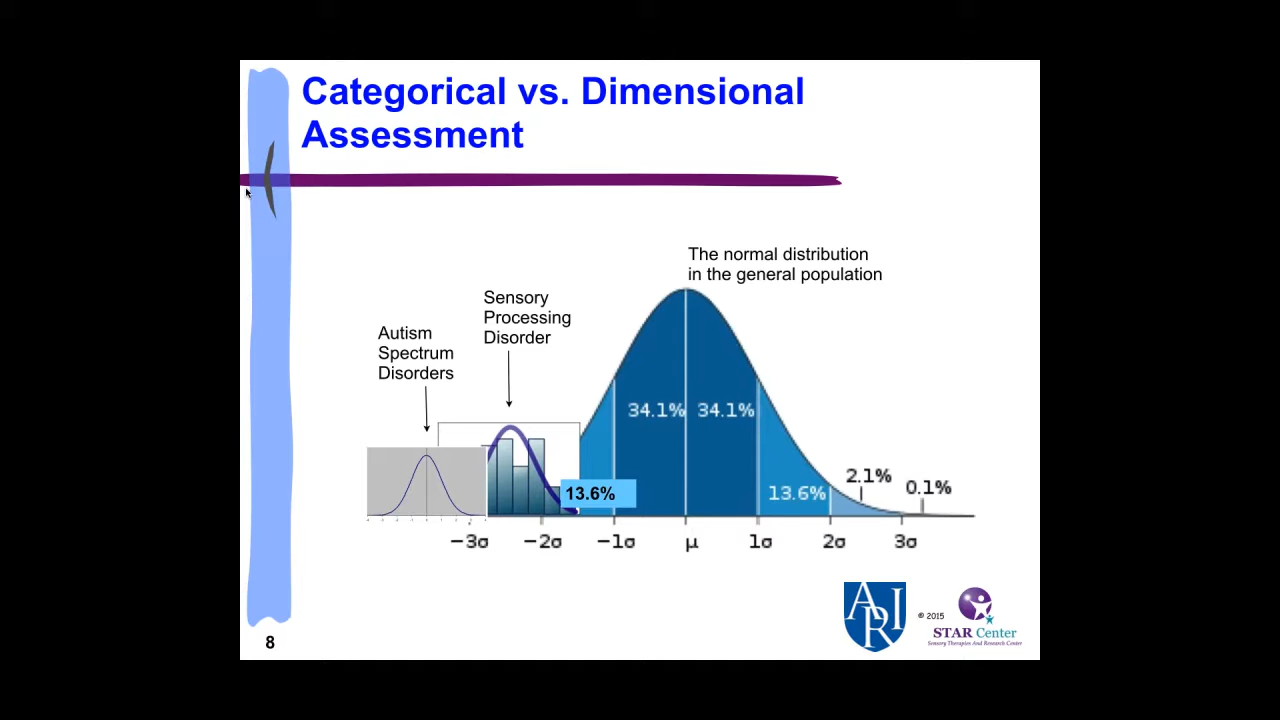 Categorical vs. Dimensional
Assessment
The normal distribution
in the general population
Sensory
Processing
Disorder
Autism
Spectrum
Disorders
34.1% 34.1%
13.6% 13.6% 2.1% 0.1%
−3σ −2σ −1σ μ 1σ 2σ 3σ
ARI
© 2015
STAR Center
Sensory Therapies And Research Center
8